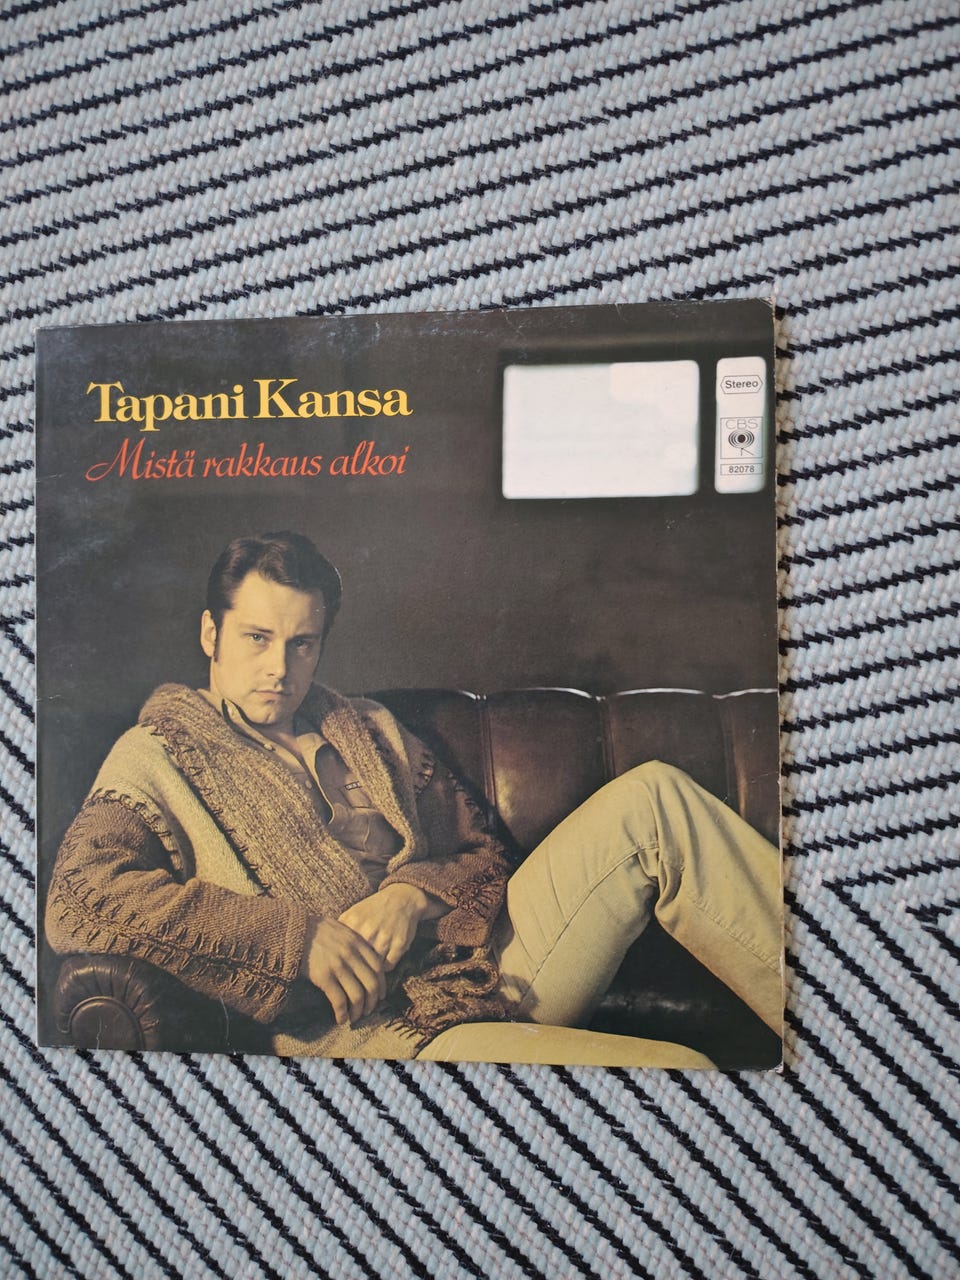 Tapani Kansa
Mistä rakkaus alkoi
Stereo
CBS
82078